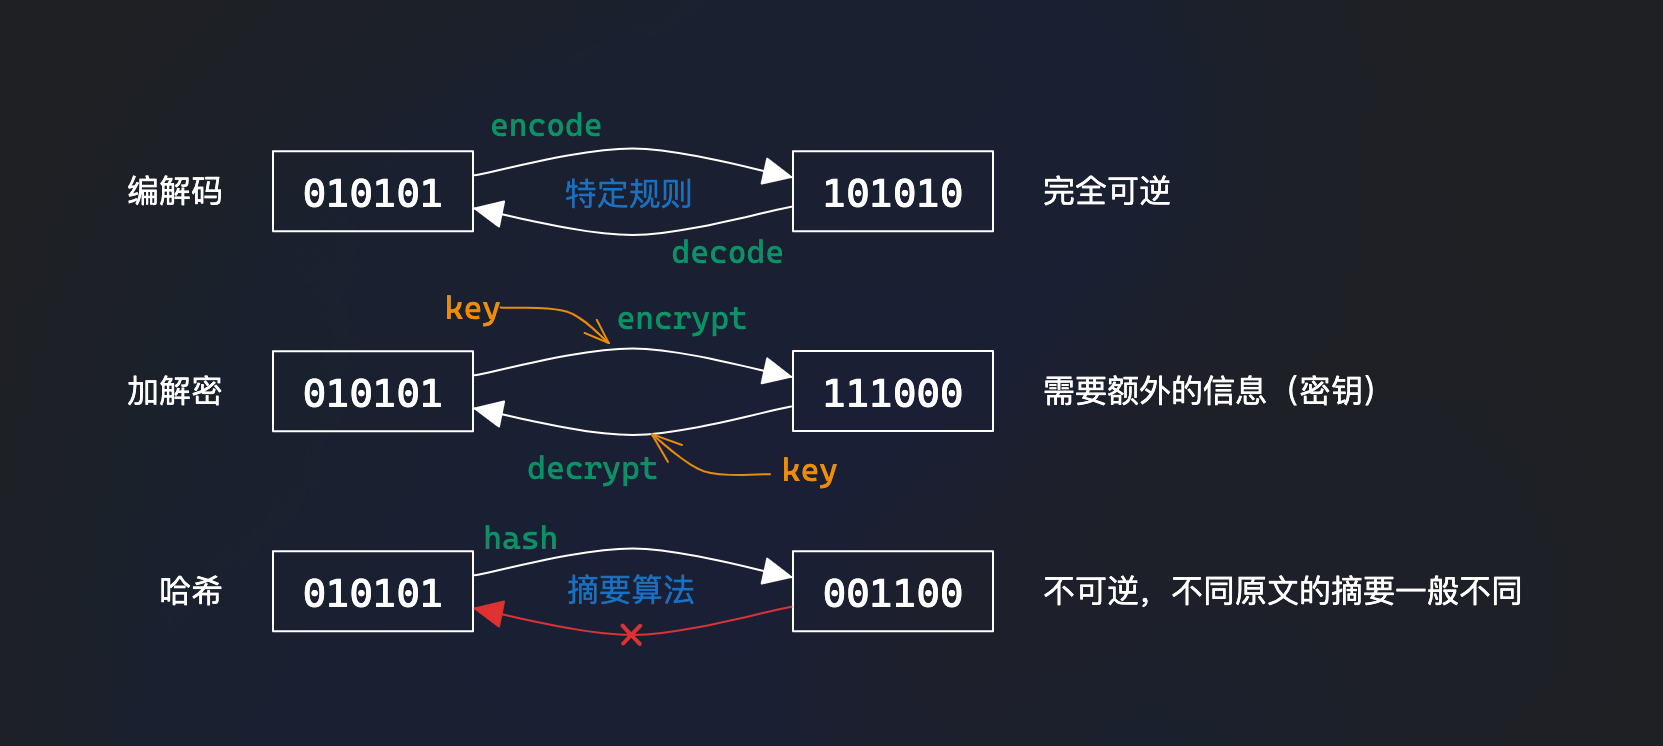 encode
编解码 010101 特定规则 101010 完全可逆
decode
key encrypt
加解密 010101 111000 需要额外的信息（密钥）
decrypt key
hash
哈希 010101 摘要算法 001100 不可逆，不同原文的摘要一般不同